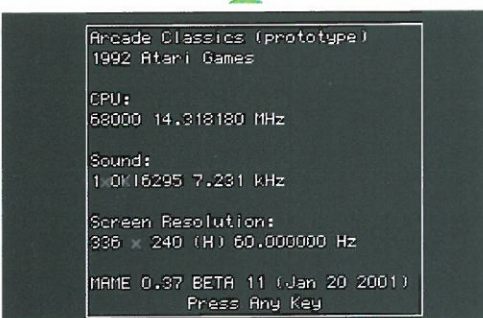 Arcade Classics (prototype)
1992 Atari Games
CPU:
68000 14.318180 MHz
Sound:
1xOKI6295 7.231 kHz
Screen Resolution:
336 x 240 (H) 60.000000 Hz
MAME 0.37 BETA 11 (Jan 20 2001)
Press Any Key